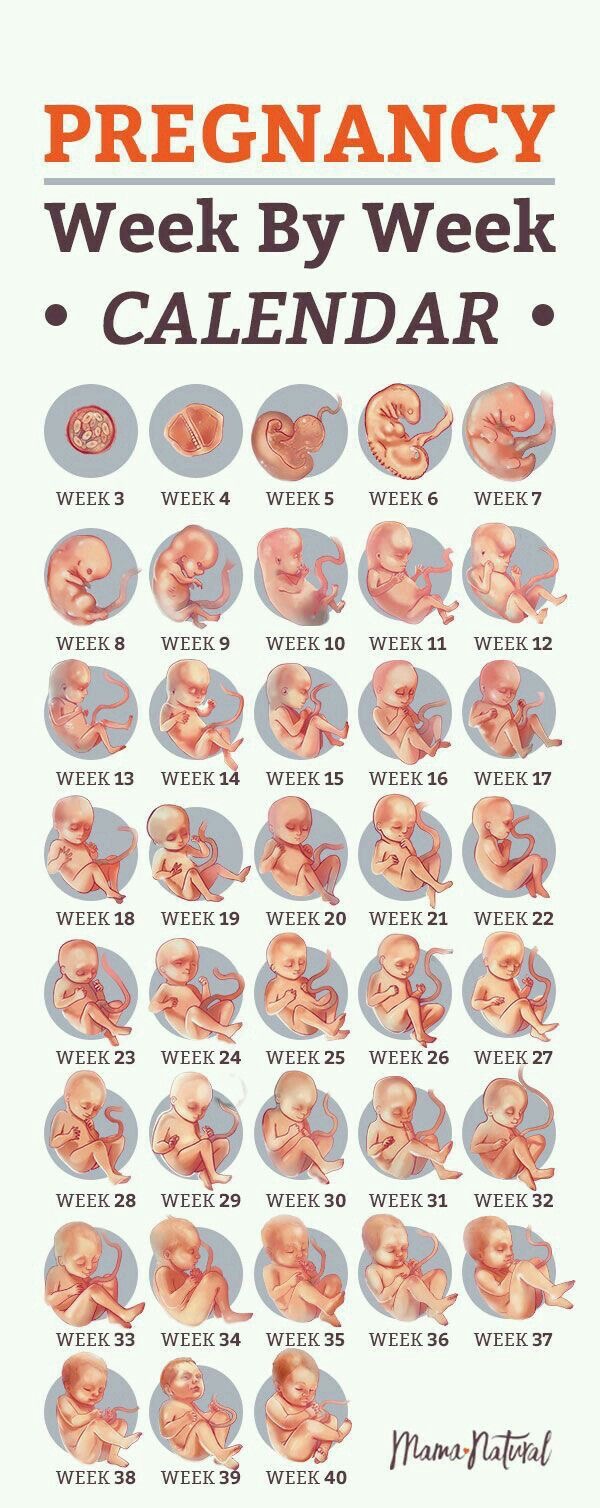 PREGNANCY
Week By Week
• CALENDAR •
WEEK 3 WEEK 4 WEEK 5 WEEK 6 WEEK 7
WEEK 8 WEEK 9 WEEK 10 WEEK 11 WEEK 12
WEEK 13 WEEK 14 WEEK 15 WEEK 16 WEEK 17
WEEK 18 WEEK 19 WEEK 20 WEEK 21 WEEK 22
WEEK 23 WEEK 24 WEEK 25 WEEK 26 WEEK 27
WEEK 28 WEEK 29 WEEK 30 WEEK 31 WEEK 32
WEEK 33 WEEK 34 WEEK 35 WEEK 36 WEEK 37
WEEK 38 WEEK 39 WEEK 40
Mama Natural